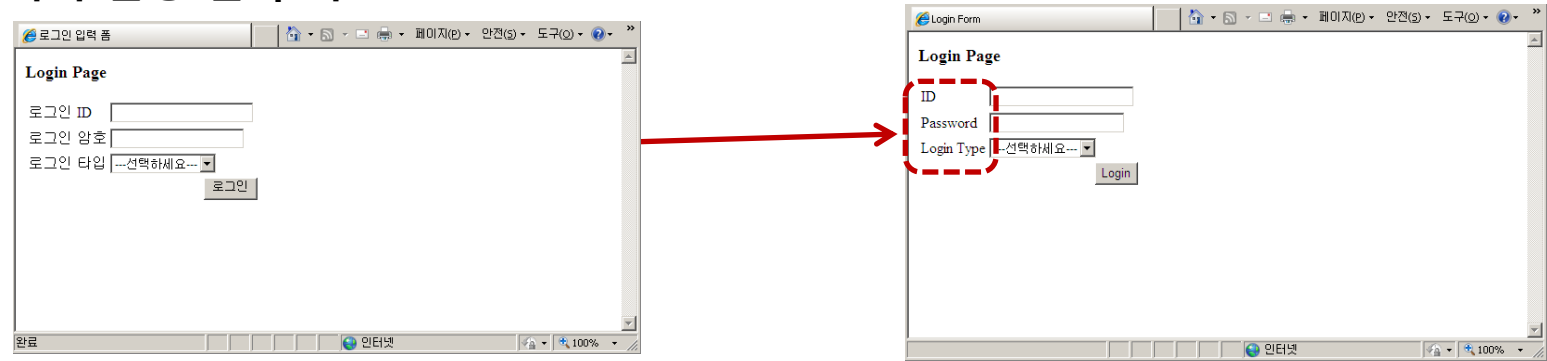 로그인 입력 폼
페이지(P) 안전(S) 도구(O) »
Login Page
로그인 ID
로그인 암호
로그인 타입 ---선택하세요---
로그인
완료 인터넷 100%
Login Form
페이지(P) 안전(S) 도구(O) »
Login Page
ID
Password
Login Type ---선택하세요---
Login
인터넷 100%